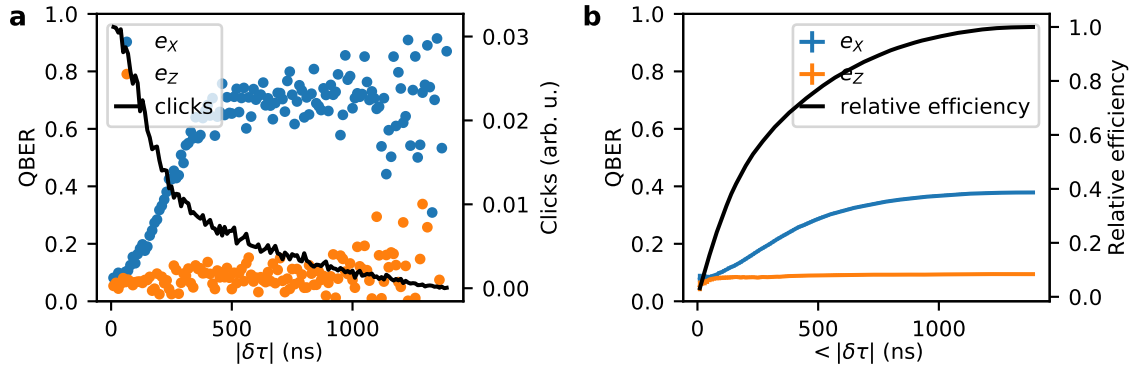 a
QBER
1.0
0.8
0.6
0.4
0.2
0.0
e_X
e_Z
clicks
0.03
0.02
0.01
0.00
Clicks (arb. u.)
0 500 1000
|δτ| (ns)
b
QBER
1.0
0.8
0.6
0.4
0.2
0.0
e_X
e_Z
relative efficiency
1.0
0.8
0.6
0.4
0.2
0.0
Relative efficiency
0 500 1000
< |δτ| (ns)